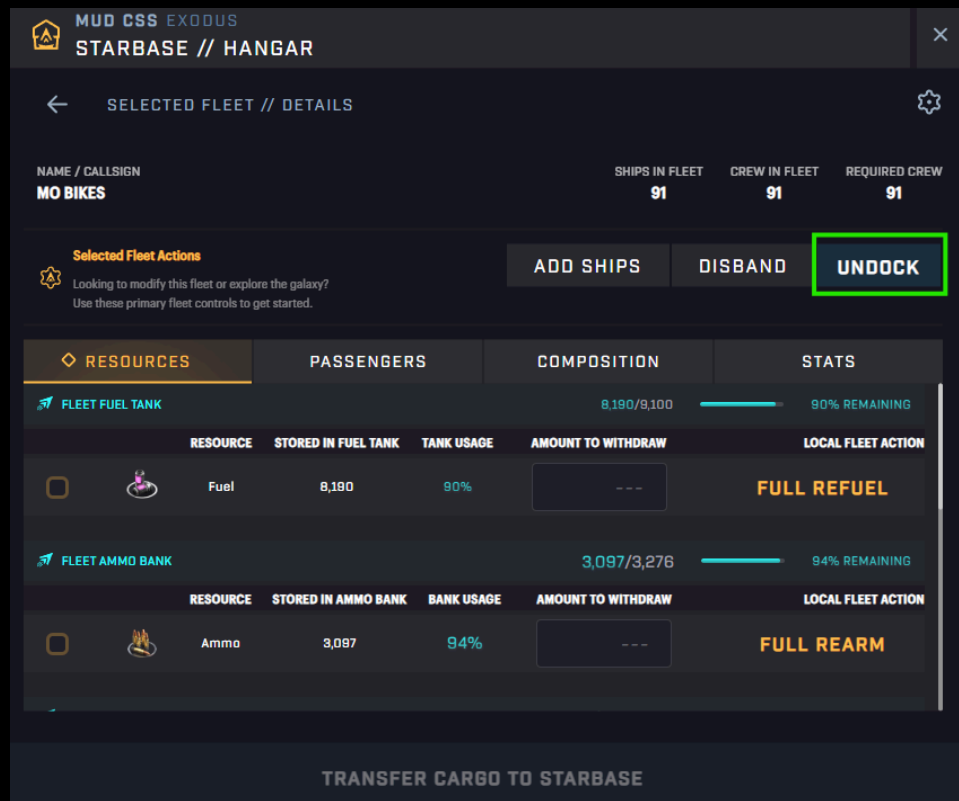 MUD CSS EXODUS
STARBASE // HANGAR
SELECTED FLEET // DETAILS
NAME / CALLSIGN SHIPS IN FLEET CREW IN FLEET REQUIRED CREW
MO BIKES 91 91 91
Selected Fleet Actions
Looking to modify this fleet or explore the galaxy?
Use these primary fleet controls to get started.
ADD SHIPS DISBAND UNDOCK
RESOURCES PASSENGERS COMPOSITION STATS
FLEET FUEL TANK 8,190/9,100 90% REMAINING
RESOURCE STORED IN FUEL TANK TANK USAGE AMOUNT TO WITHDRAW LOCAL FLEET ACTION
Fuel 8,190 90% --- FULL REFUEL
FLEET AMMO BANK 3,097/3,276 94% REMAINING
RESOURCE STORED IN AMMO BANK BANK USAGE AMOUNT TO WITHDRAW LOCAL FLEET ACTION
Ammo 3,097 94% --- FULL REARM
TRANSFER CARGO TO STARBASE